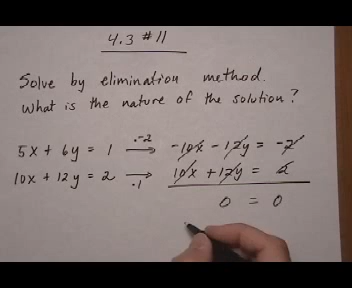 4.3 #11
Solve by elimination method.
What is the nature of the solution?
5x + 6y = 1 ·-2→ -10x - 12y = -2
10x + 12y = 2 ·1→ 10x + 12y = 2
0 = 0